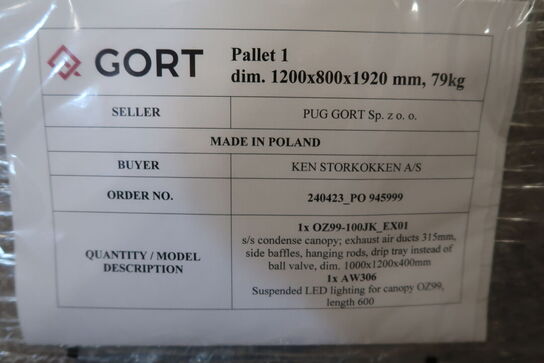 GORT
Pallet 1
dim. 1200x800x1920 mm, 79kg
SELLER
PUG GORT Sp. z o. o.
MADE IN POLAND
BUYER
KEN STORKOKKEN A/S
ORDER NO.
240423_PO 945999
QUANTITY / MODEL
DESCRIPTION
1x OZ99-100JK_EX01
s/s condense canopy; exhaust air ducts 315mm,
side baffles, hanging rods, drip tray instead of
ball valve, dim. 1000x1200x400mm
1x AW306
Suspended LED lighting for canopy OZ99,
length 600